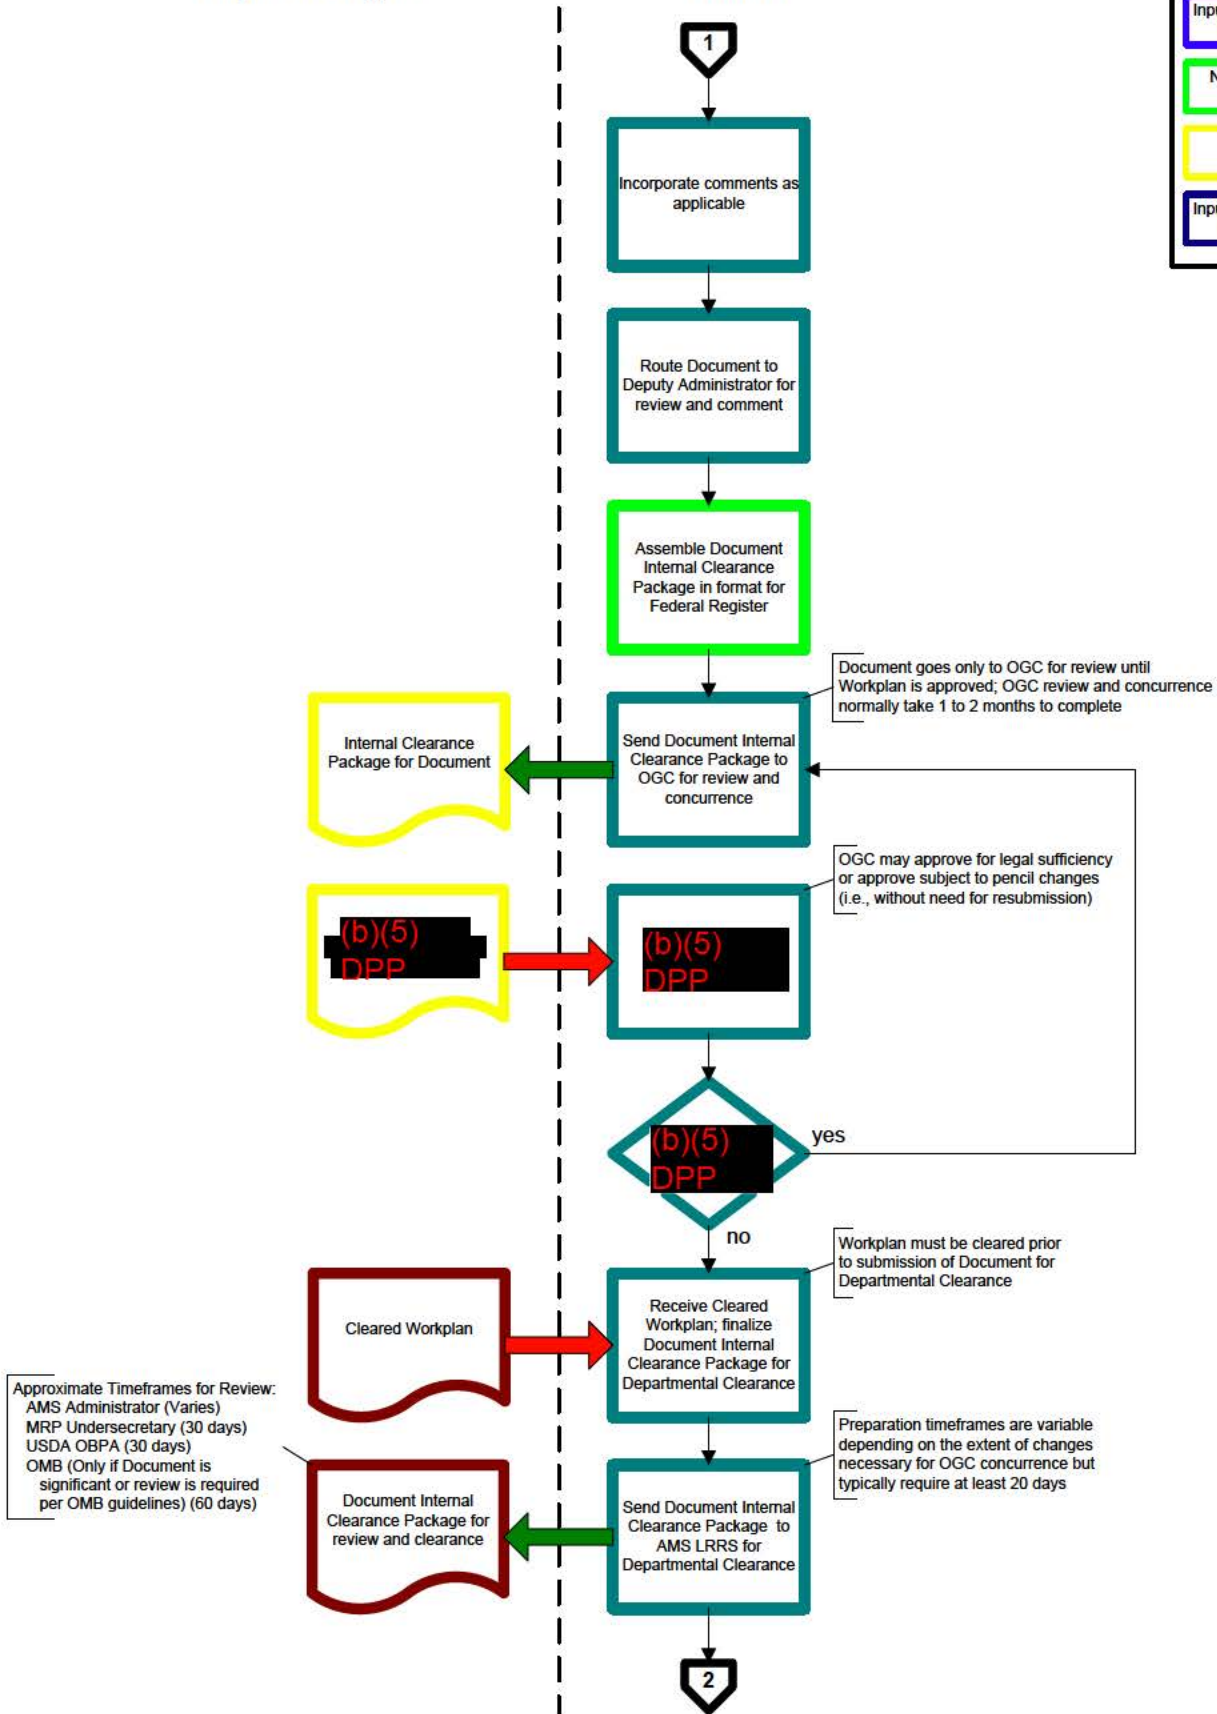 1
Incorporate comments as
applicable
Route Document to
Deputy Administrator for
review and comment
Assemble Document
Internal Clearance
Package in format for
Federal Register
Document goes only to OGC for review until
Workplan is approved; OGC review and concurrence
normally take 1 to 2 months to complete
Internal Clearance
Package for Document
Send Document Internal
Clearance Package to
OGC for review and
concurrence
OGC may approve for legal sufficiency
or approve subject to pencil changes
(i.e., without need for resubmission)
(b)(5)
DPP
(b)(5)
DPP
(b)(5)
DPP
yes
no
Workplan must be cleared prior
to submission of Document for
Departmental Clearance
Cleared Workplan
Receive Cleared
Workplan; finalize
Document Internal
Clearance Package for
Departmental Clearance
Approximate Timeframes for Review:
AMS Administrator (Varies)
MRP Undersecretary (30 days)
USDA OBPA (30 days)
OMB (Only if Document is
significant or review is required
per OMB guidelines) (60 days)
Preparation timeframes are variable
depending on the extent of changes
necessary for OGC concurrence but
typically require at least 20 days
Document Internal
Clearance Package for
review and clearance
Send Document Internal
Clearance Package to
AMS LRRS for
Departmental Clearance
2